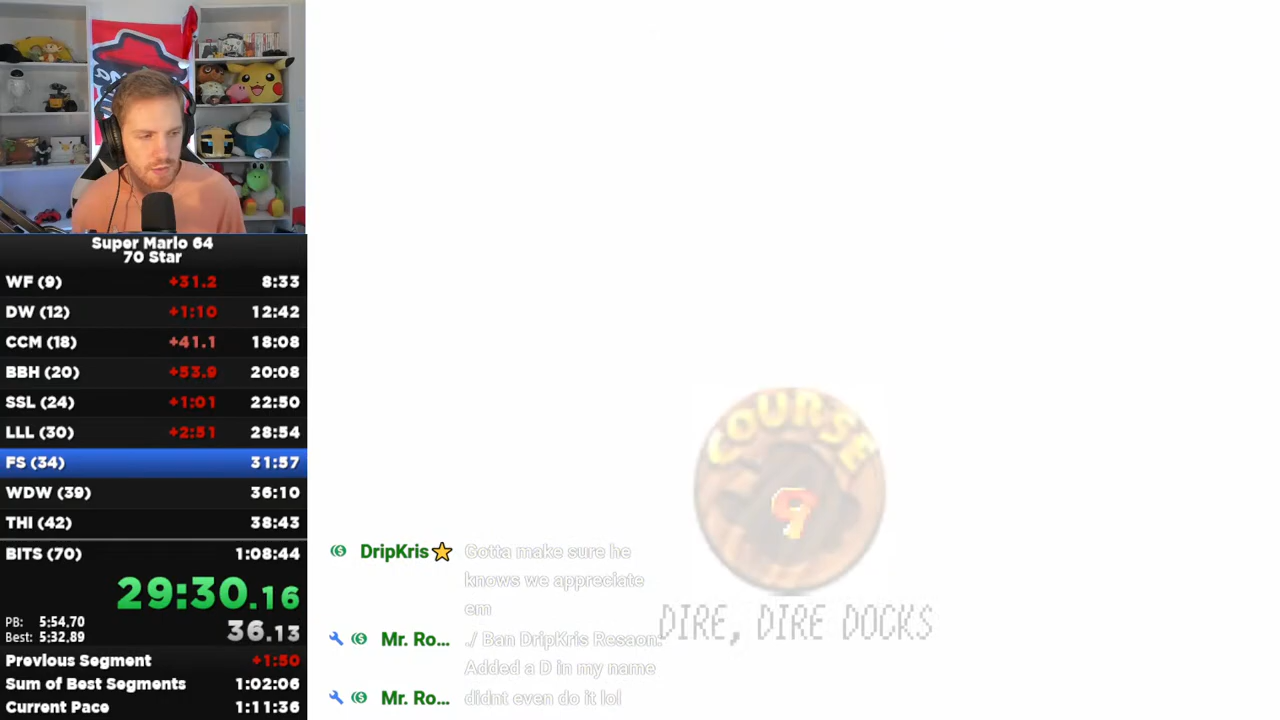 Super Mario 64
70 Star
WF (9) +31.2 8:33
DW (12) +1:10 12:42
CCM (18) +41.1 18:08
BBH (20) +53.9 20:08
SSL (24) +1:01 22:50
LLL (30) +2:51 28:54
FS (34) 31:57
WDW (39) 36:10
THI (42) 38:43
BITS (70) 1:08:44
29:30.16
PB: 5:54,70
Best: 5:32,89
36.13
Previous Segment +1:50
Sum of Best Segments 1:02:06
Current Pace 1:11:36
COURSE
9
DIRE, DIRE DOCKS
DripKris Gotta make sure he
knows we appreciate
em
Mr. Ro... ./ Ban DripKris Resaon:
Added a D in my name
Mr. Ro... didnt even do it lol